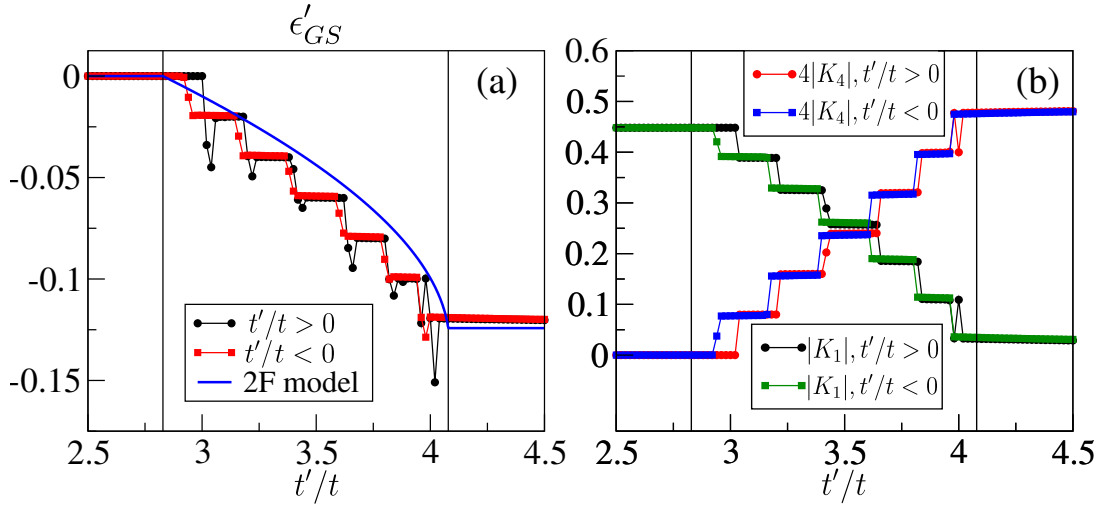 ϵ′_GS
(a)
0
-0.05
-0.1
-0.15
t′/t > 0
t′/t < 0
2F model
2.5 3 3.5 4 4.5
t′/t
(b)
0.6
0.5
0.4
0.3
0.2
0.1
0
4|K₄|, t′/t > 0
4|K₄|, t′/t < 0
|K₁|, t′/t > 0
|K₁|, t′/t < 0
2.5 3 3.5 4 4.5
t′/t